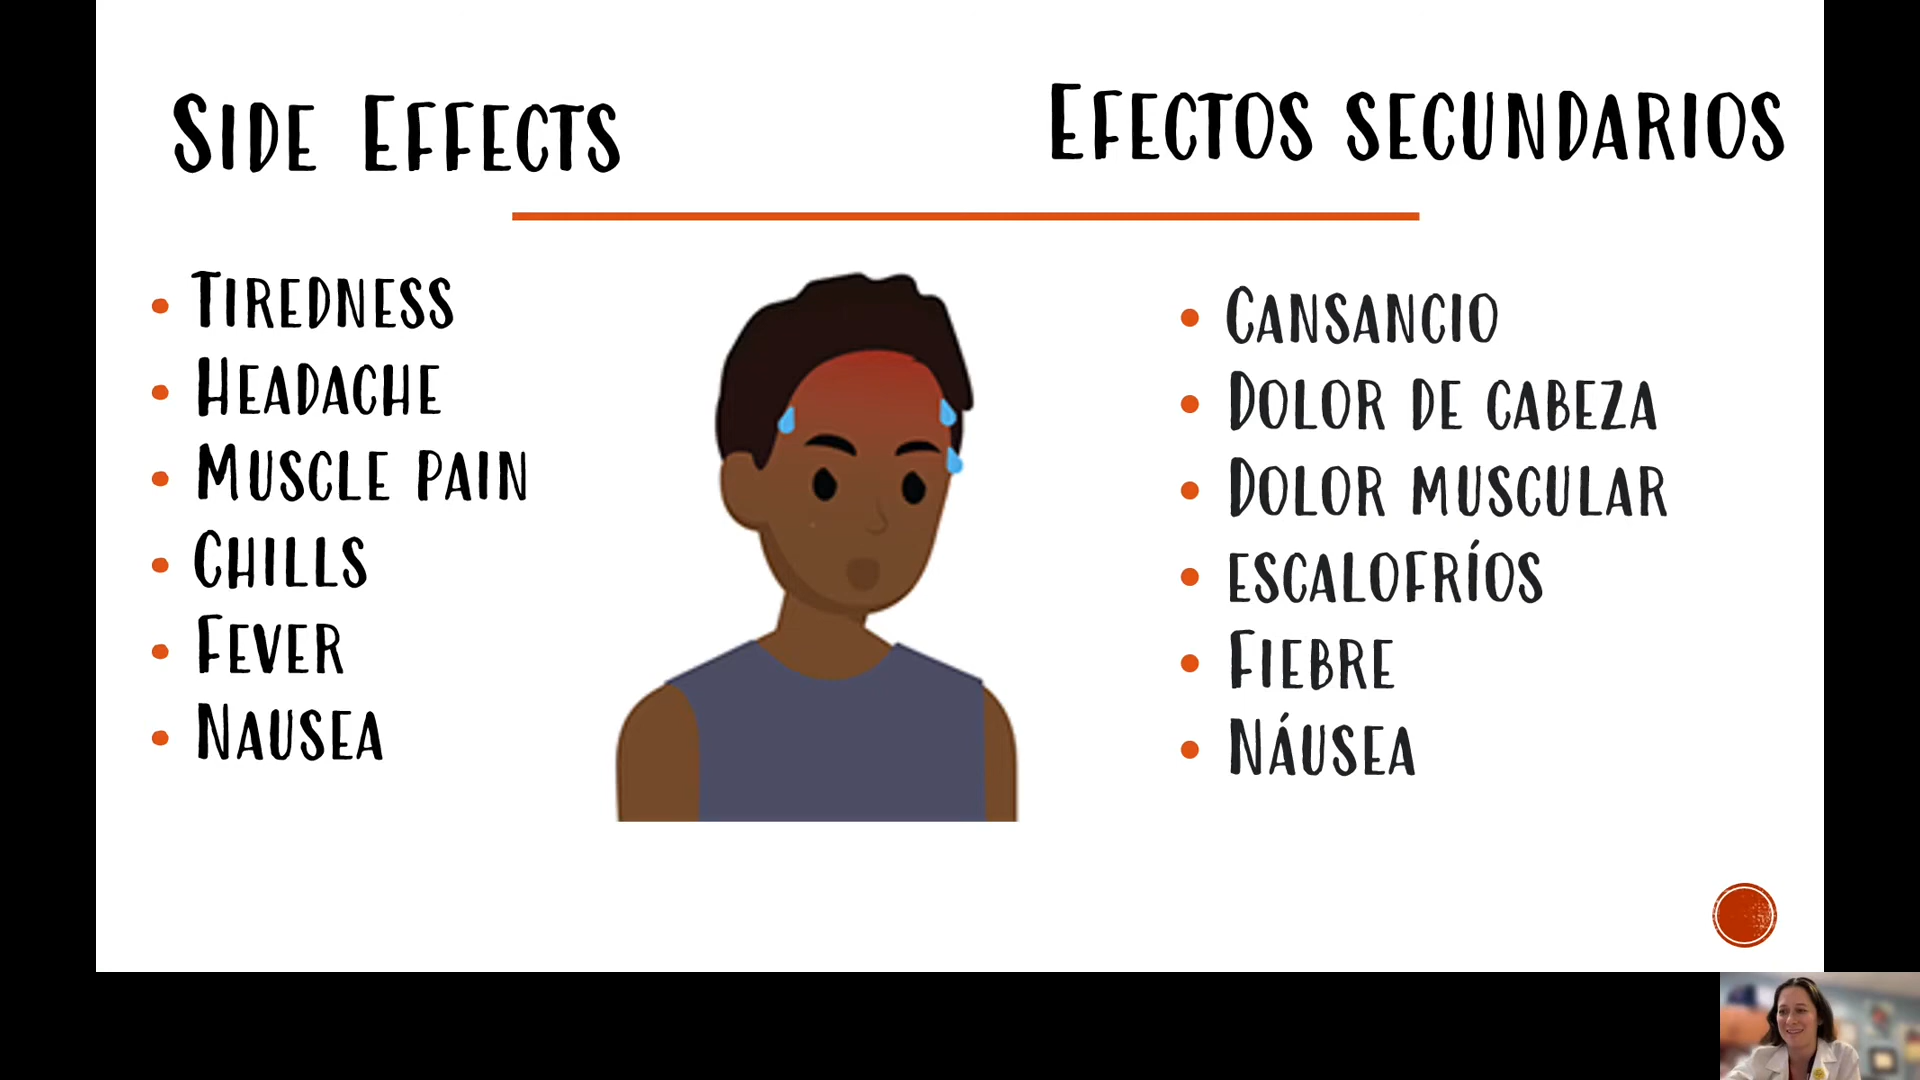 Side Effects
Tiredness
Headache
Muscle pain
Chills
Fever
Nausea
Efectos secundarios
Cansancio
Dolor de cabeza
Dolor muscular
escalofríos
Fiebre
Náusea